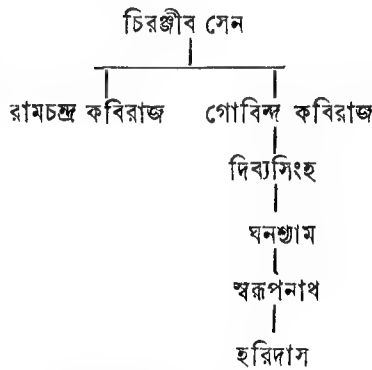 চিরঞ্জীব সেন
রামচন্দ্র কবিরাজ গোবিন্দ কবিরাজ
দিব্যসিংহ
ঘনশ্যাম
স্বরূপনাথ
হরিদাস